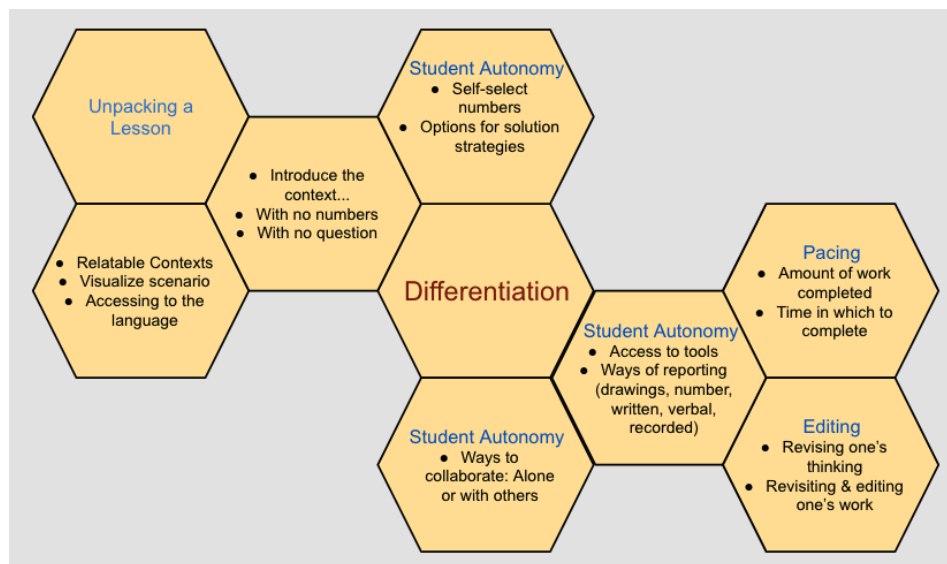 Unpacking a
Lesson
● Relatable Contexts
● Visualize scenario
● Accessing to the
language
● Introduce the
context...
● With no numbers
● With no question
Student Autonomy
● Self-select
numbers
● Options for solution
strategies
Differentiation
Student Autonomy
● Ways to
collaborate: Alone
or with others
Student Autonomy
● Access to tools
● Ways of reporting
(drawings, number,
written, verbal,
recorded)
Pacing
● Amount of work
completed
● Time in which to
complete
Editing
● Revising one’s
thinking
● Revisiting & editing
one’s work